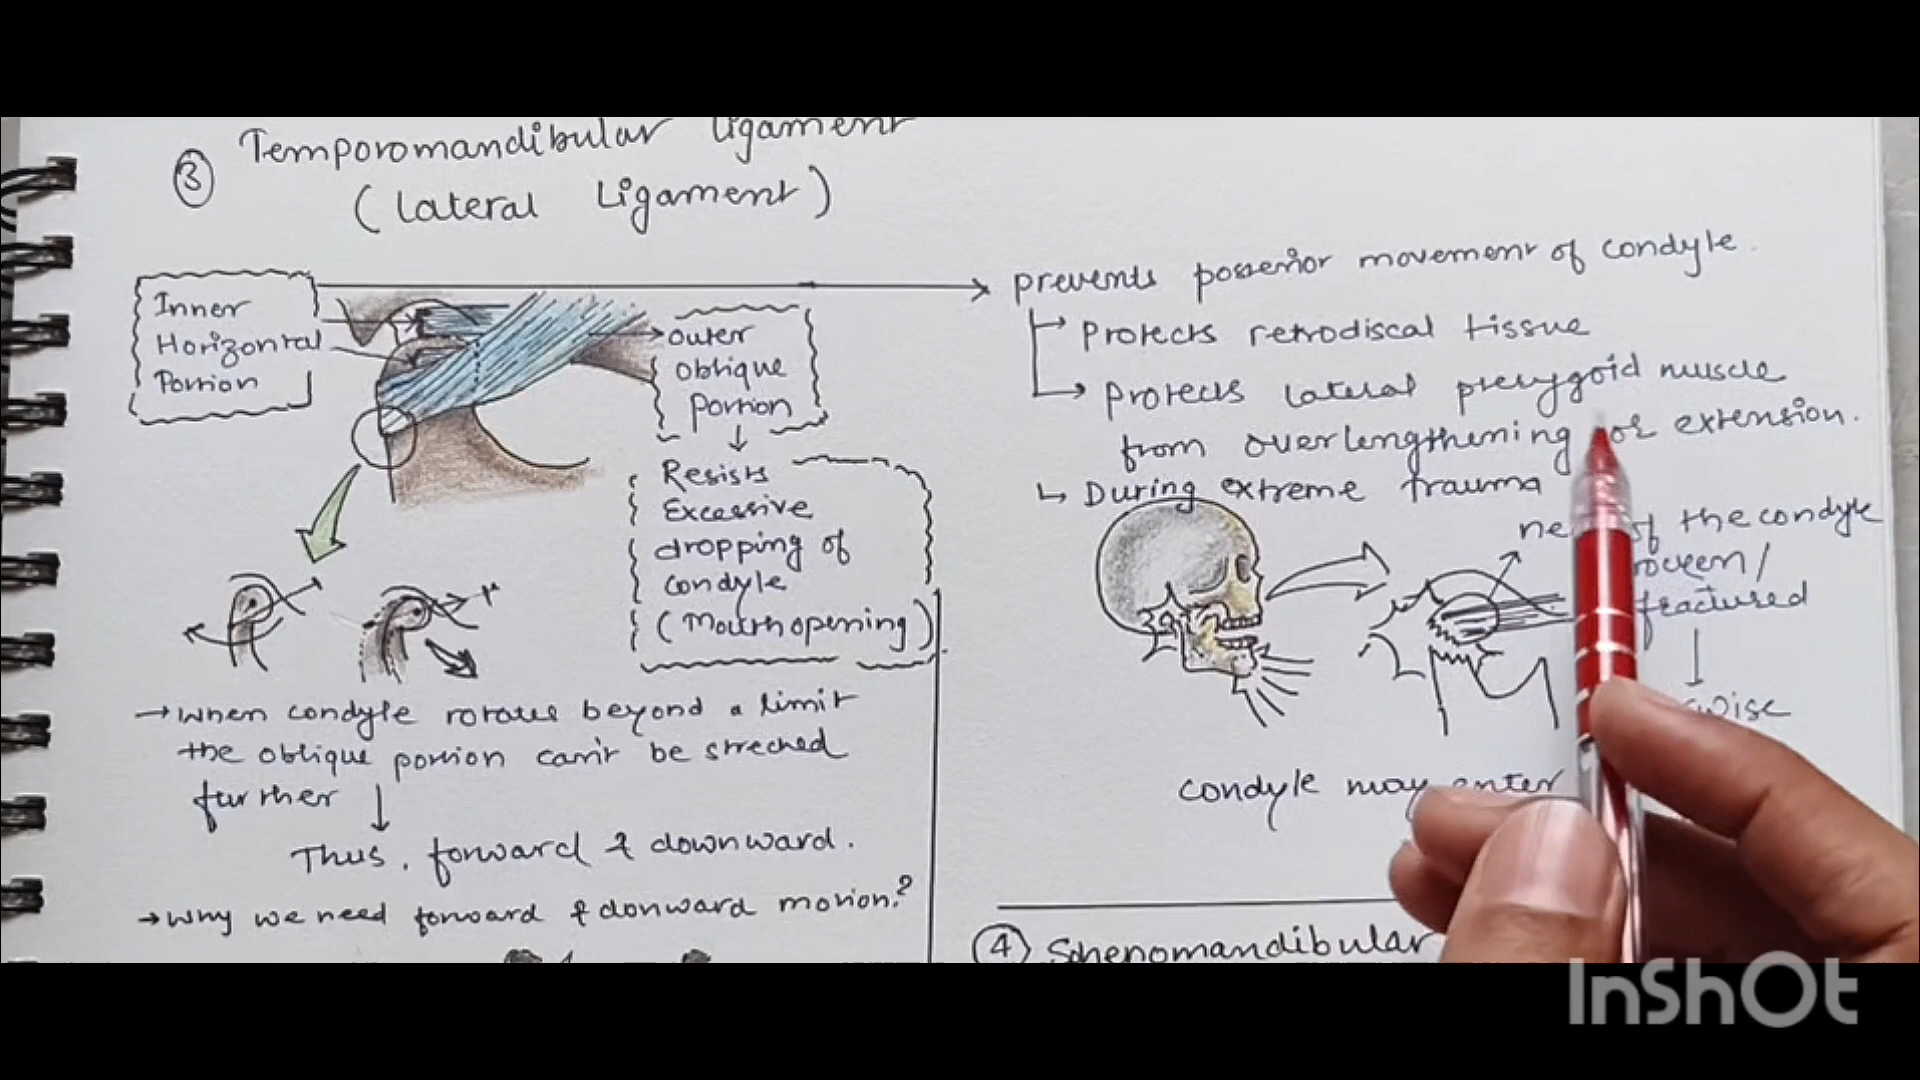 ③ Temporomandibular ligament
(Lateral Ligament)
Inner
Horizontal
Portion
outer
oblique
portion
Resists
Excessive
dropping of
condyle
(Mouth opening)
→ When condyle rotates beyond a limit
the oblique portion can't be streched
further ↓
Thus, forward & downward.
→ Why we need forward & donward motion?
→ prevents posterior movement of condyle.
→ Protects retrodiscal tissue
→ Protects lateral pterygoid muscle
from overlengthening or extension.
↳ During extreme trauma
of the condyle
fractured
condyle may enter
④ Sphenomandibular
InShOt